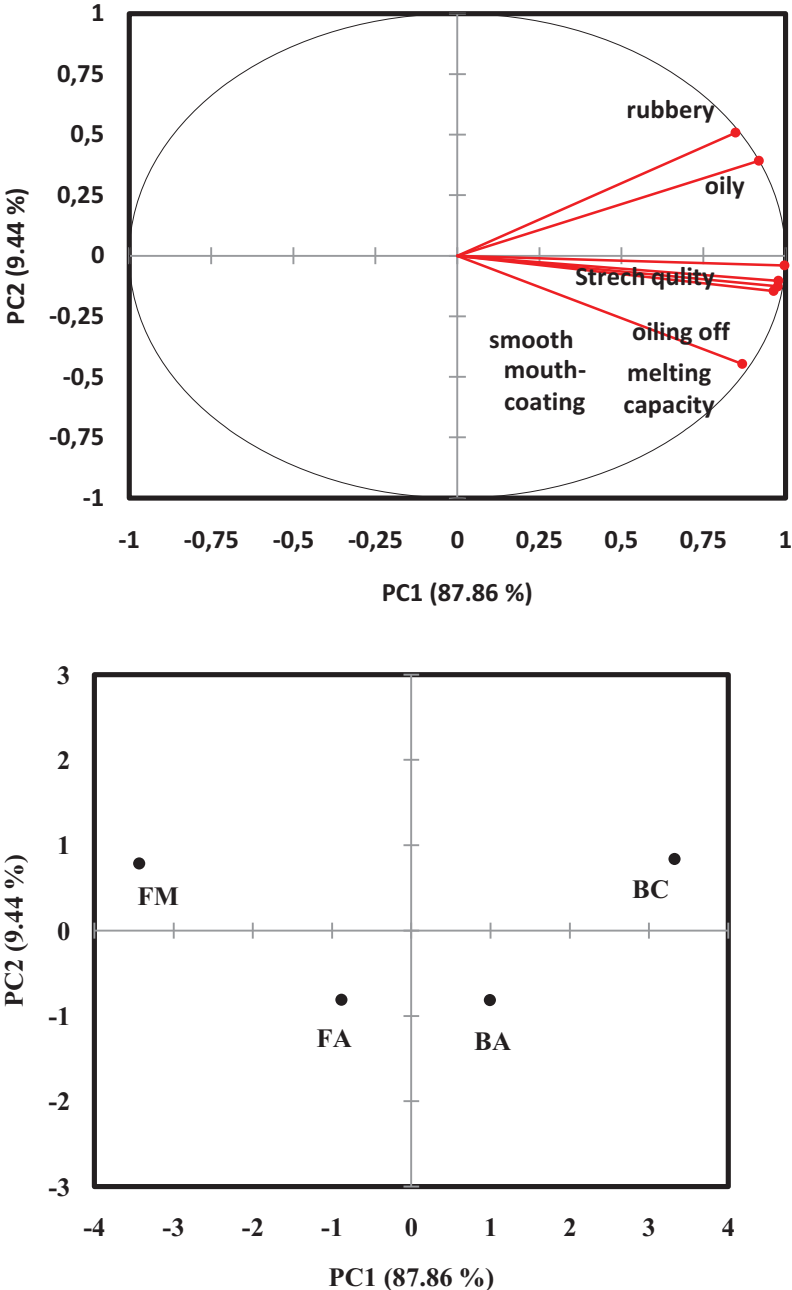 1
0,75
rubbery
0,5
0,25
oily
0
Strech qulity
-0,25
smooth
oiling off
mouth-
melting
-0,5
coating
capacity
-0,75
-1
PC2 (9.44 %)
-1 -0,75 -0,5 -0,25 0 0,25 0,5 0,75 1
PC1 (87.86 %)
3
2
1
FM
BC
0
-1
FA
BA
-2
-3
PC2 (9.44 %)
-4 -3 -2 -1 0 1 2 3 4
PC1 (87.86 %)